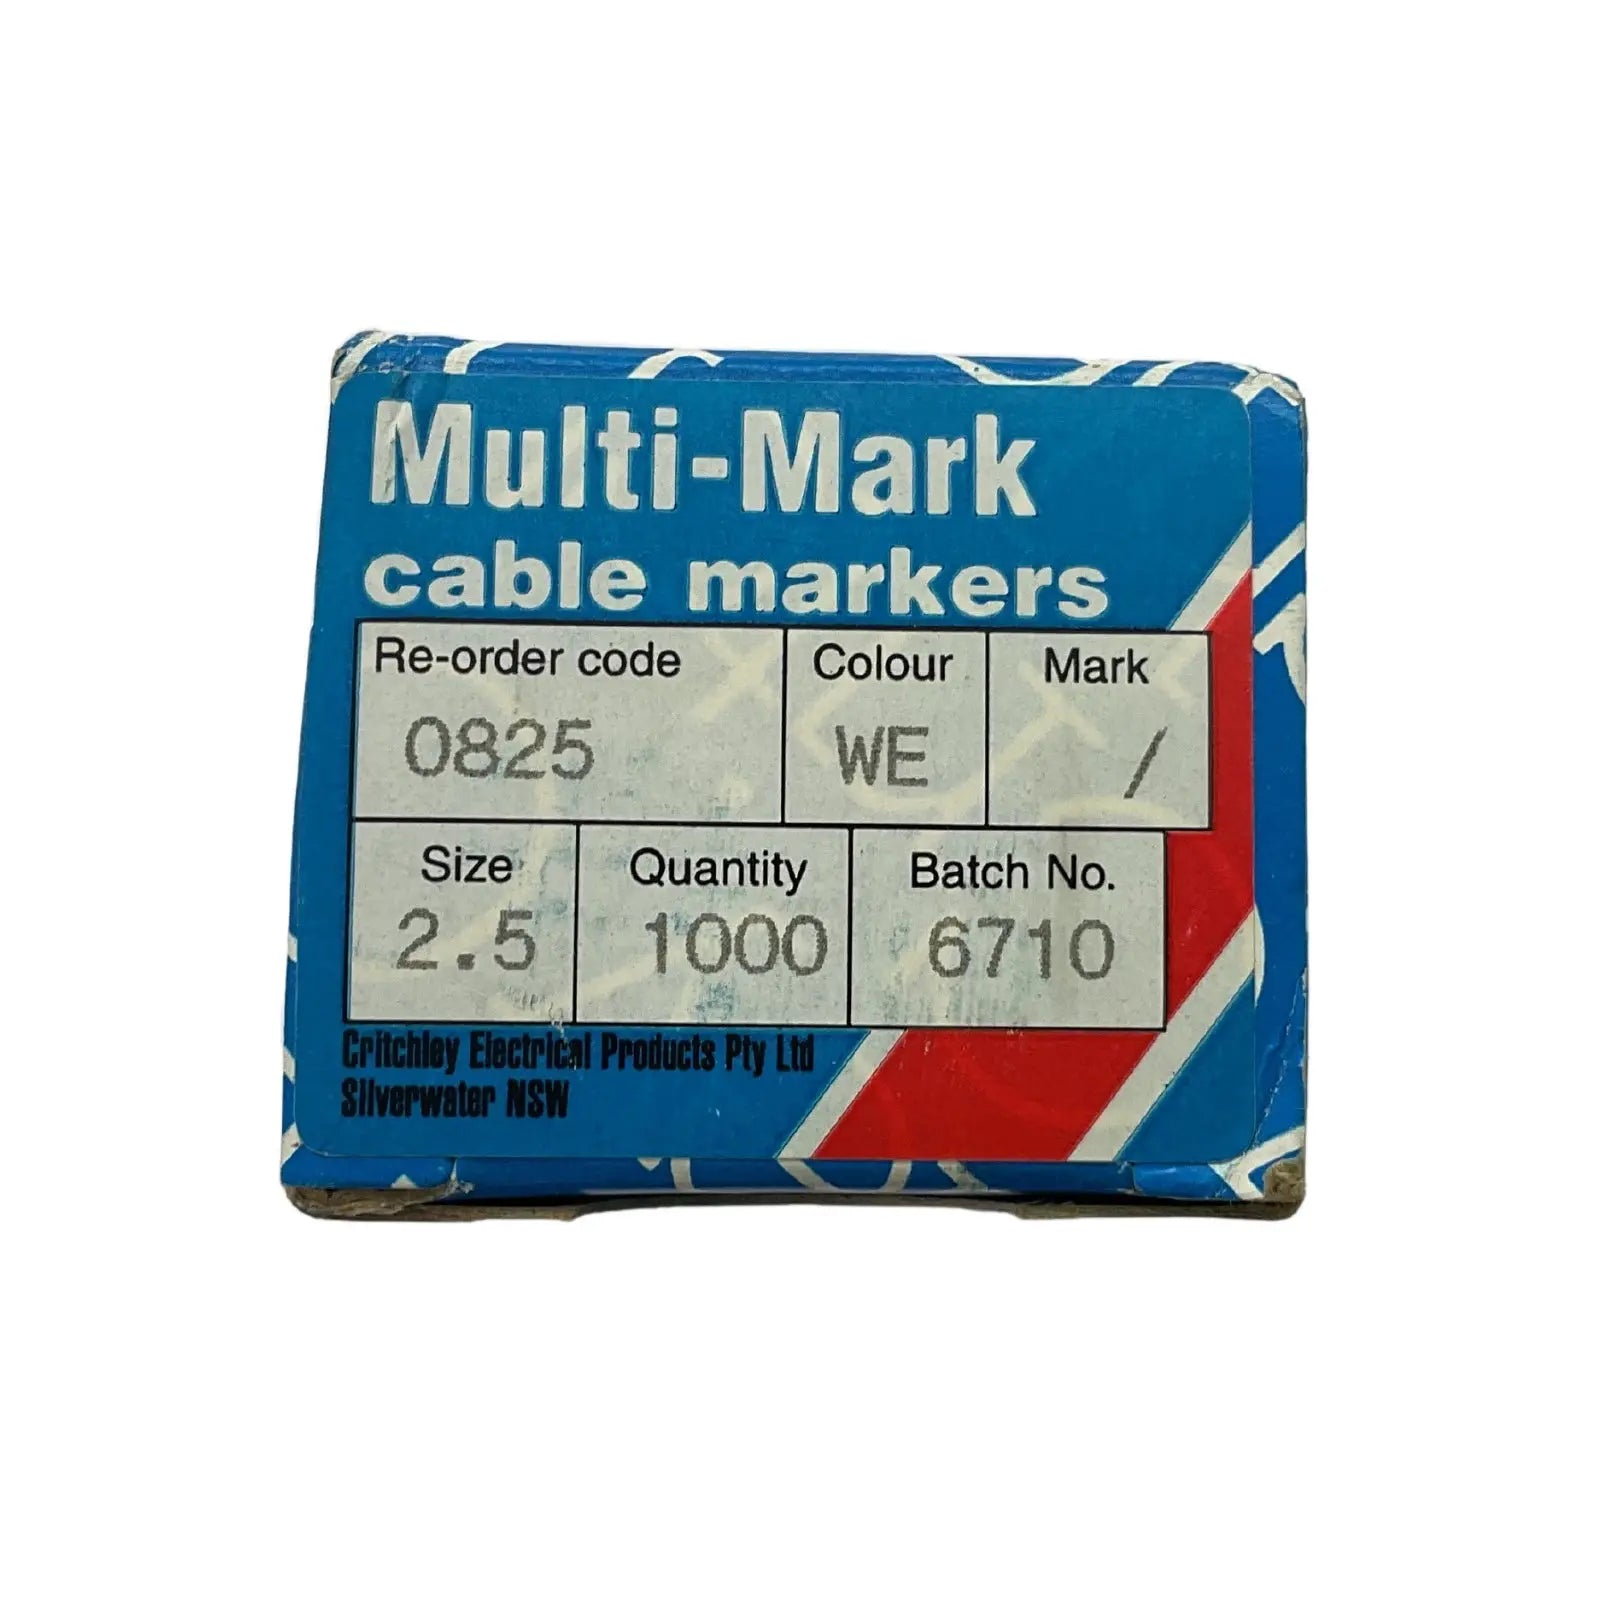 Multi-Mark
cable markers
Re-order code Colour Mark
0825 WE /
Size Quantity Batch No.
2.5 1000 6710
Critchley Electrical Products Pty Ltd
Silverwater NSW